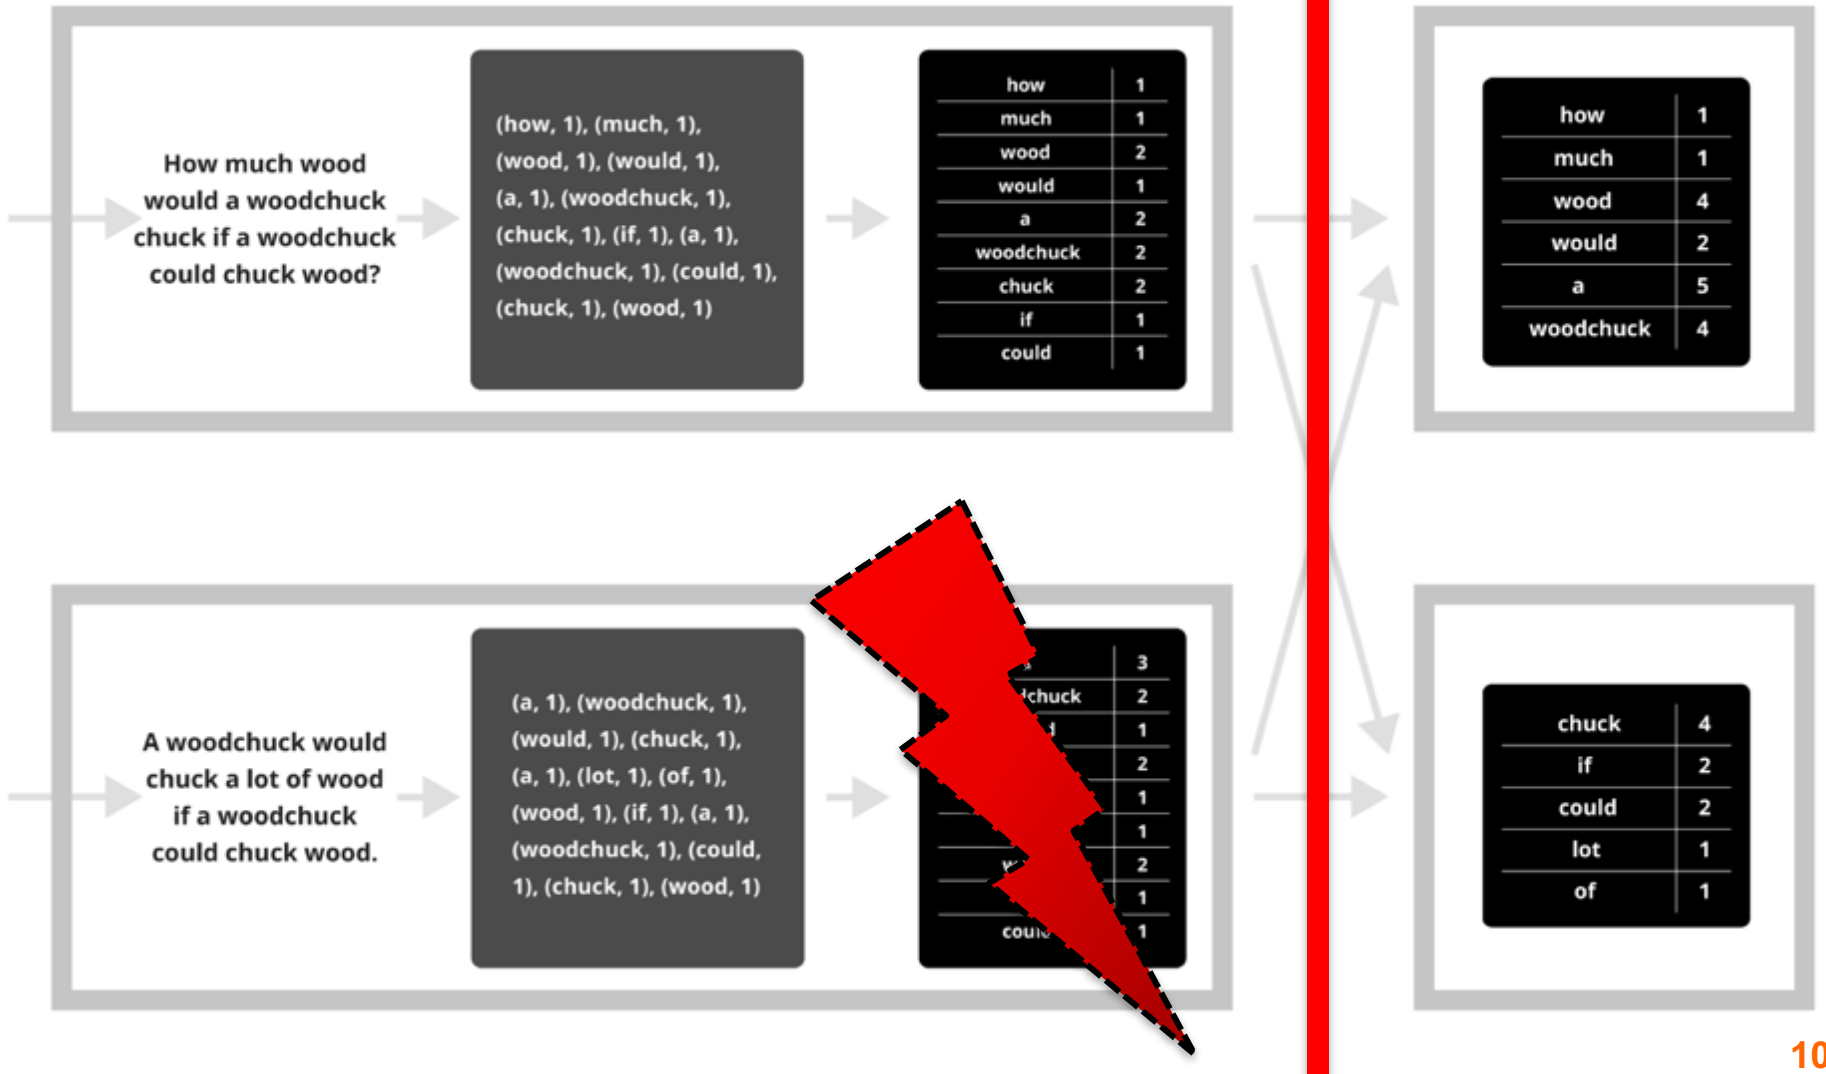 How much wood
would a woodchuck
chuck if a woodchuck
could chuck wood?
(how, 1), (much, 1),
(wood, 1), (would, 1),
(a, 1), (woodchuck, 1),
(chuck, 1), (if, 1), (a, 1),
(woodchuck, 1), (could, 1),
(chuck, 1), (wood, 1)
how 1
much 1
wood 2
would 1
a 2
woodchuck 2
chuck 2
if 1
could 1
how 1
much 1
wood 4
would 2
a 5
woodchuck 4
A woodchuck would
chuck a lot of wood
if a woodchuck
could chuck wood.
(a, 1), (woodchuck, 1),
(would, 1), (chuck, 1),
(a, 1), (lot, 1), (of, 1),
(wood, 1), (if, 1), (a, 1),
(woodchuck, 1), (could,
1), (chuck, 1), (wood, 1)
3
2
1
2
1
1
2
1
1
chuck 4
if 2
could 2
lot 1
of 1
10